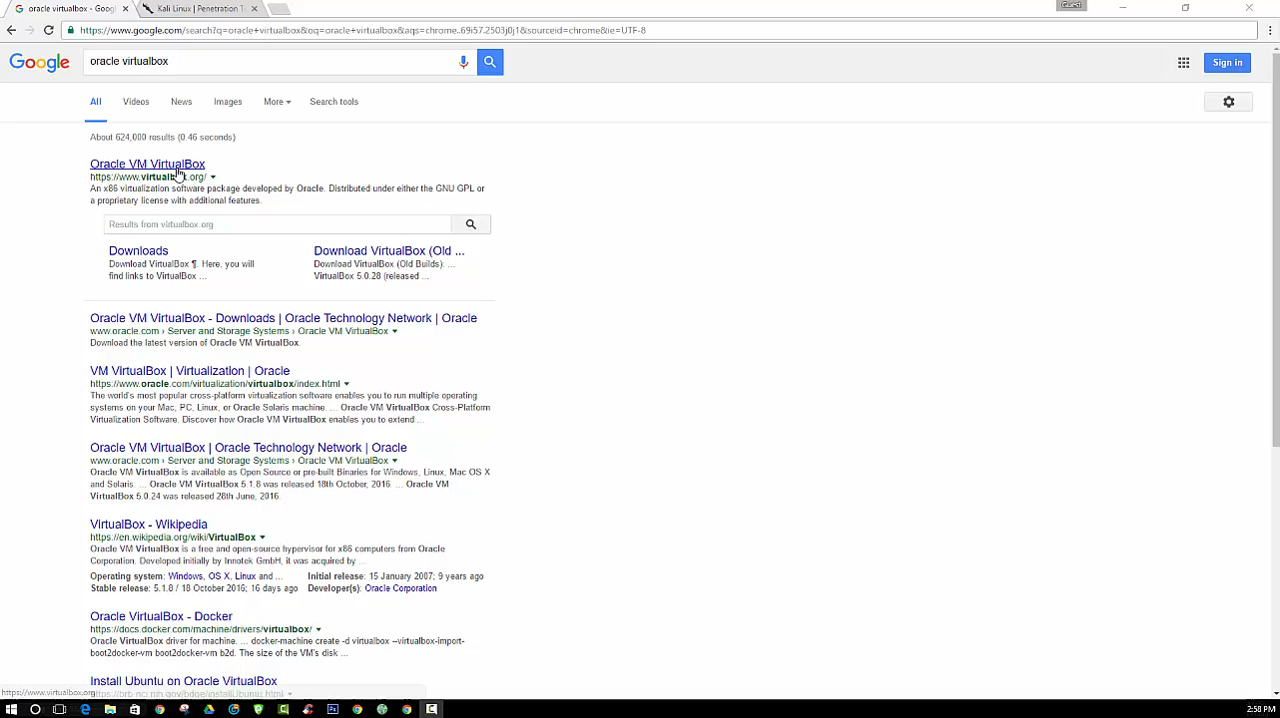 oracle virtualbox - Goog
Kali Linux | Penetration T
Guest
https://www.google.com/search?q=oracle+virtualbox&oq=oracle+virtualbox&aqs=chrome..69i57.2503j0j1&sourceid=chrome&ie=UTF-8
Google
oracle virtualbox
Sign in
All Videos News Images More Search tools
About 624,000 results (0.46 seconds)
Oracle VM VirtualBox
https://www.virtualbox.org/
An x86 virtualization software package developed by Oracle. Distributed under either the GNU GPL or
a proprietary license with additional features.
Results from virtualbox.org
Downloads
Download VirtualBox ¶. Here, you will
find links to VirtualBox ...
Download VirtualBox (Old ...
Download VirtualBox (Old Builds): ...
VirtualBox 5.0.28 (released ...
Oracle VM VirtualBox - Downloads | Oracle Technology Network | Oracle
www.oracle.com › Server and Storage Systems › Oracle VM VirtualBox
Download the latest version of Oracle VM VirtualBox.
VM VirtualBox | Virtualization | Oracle
https://www.oracle.com/virtualization/virtualbox/index.html
The world's most popular cross-platform virtualization software enables you to run multiple operating
systems on your Mac, PC, Linux, or Oracle Solaris machine. ... Oracle VM VirtualBox Cross-Platform
Virtualization Software. Discover how Oracle VM VirtualBox enables you to extend ...
Oracle VM VirtualBox | Oracle Technology Network | Oracle
www.oracle.com › Server and Storage Systems › Oracle VM VirtualBox
Oracle VM VirtualBox is available as Open Source or pre-built Binaries for Windows, Linux, Mac OS X
and Solaris. ... Oracle VM VirtualBox 5.1.8 was released 18th October, 2016. ... Oracle VM
VirtualBox 5.0.24 was released 28th June, 2016.
VirtualBox - Wikipedia
https://en.wikipedia.org/wiki/VirtualBox
Oracle VM VirtualBox is a free and open-source hypervisor for x86 computers from Oracle
Corporation. Developed initially by Innotek GmbH, it was acquired by ...
Operating system: Windows, OS X, Linux and ... Initial release: 15 January 2007; 9 years ago
Stable release: 5.1.8 / 18 October 2016; 16 days ago Developer(s): Oracle Corporation
Oracle VirtualBox - Docker
https://docs.docker.com/machine/drivers/virtualbox/
Oracle VirtualBox driver for machine. ... docker-machine create -d virtualbox --virtualbox-import-
boot2docker-vm boot2docker-vm b2d. The size of the VM's disk ...
Install Ubuntu on Oracle VirtualBox
https://www.virtualbox.org
2:58 PM